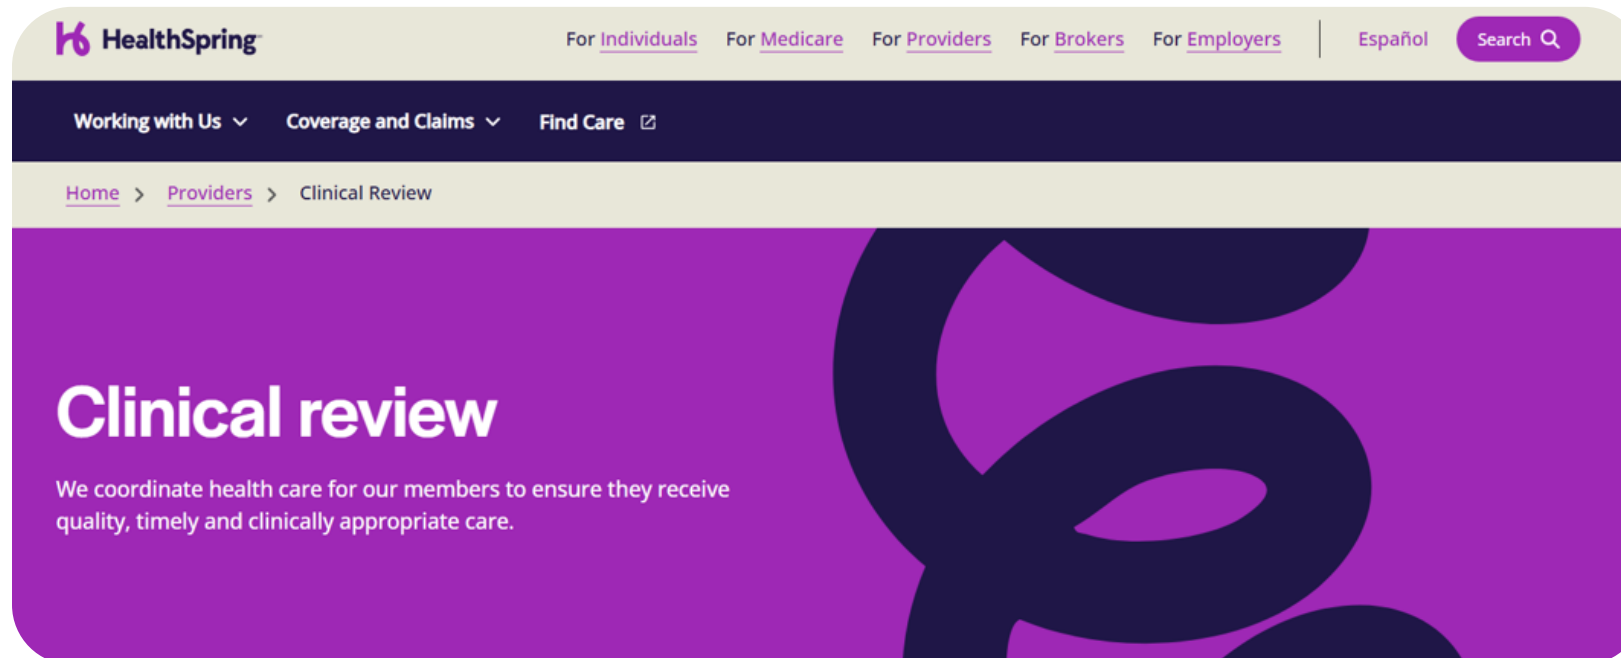 HealthSpring
For Individuals For Medicare For Providers For Brokers For Employers Español Search
Working with Us Coverage and Claims Find Care
Home > Providers > Clinical Review
Clinical review
We coordinate health care for our members to ensure they receive
quality, timely and clinically appropriate care.